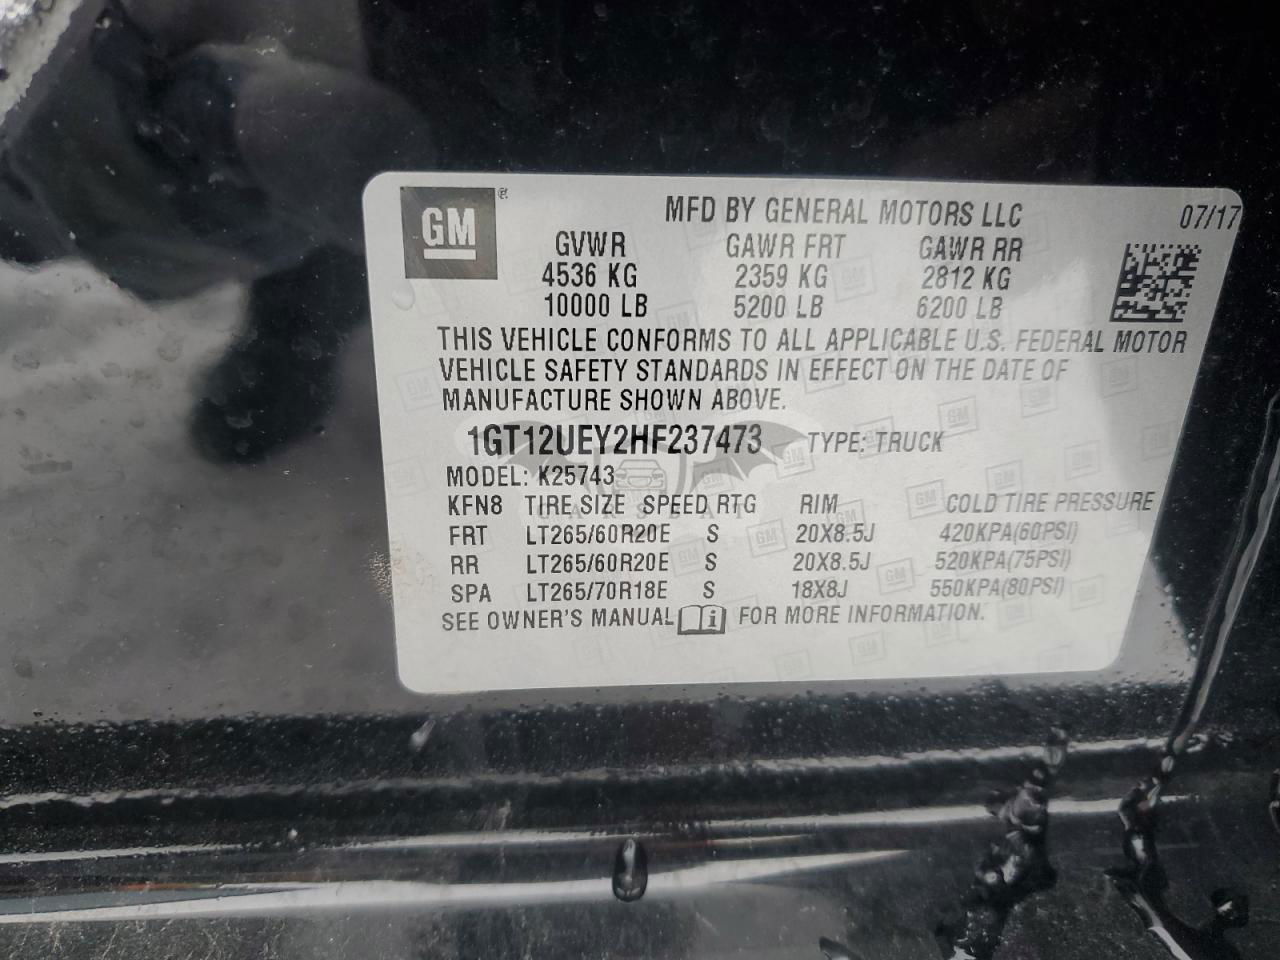 GM ®
MFD BY GENERAL MOTORS LLC 07/17
GVWR GAWR FRT GAWR RR
4536 KG 2359 KG 2812 KG
10000 LB 5200 LB 6200 LB
THIS VEHICLE CONFORMS TO ALL APPLICABLE U.S. FEDERAL MOTOR
VEHICLE SAFETY STANDARDS IN EFFECT ON THE DATE OF
MANUFACTURE SHOWN ABOVE.
1GT12UEY2HF237473 TYPE: TRUCK
MODEL: K25743
KFN8 TIRE SIZE SPEED RTG RIM COLD TIRE PRESSURE
CARSBAT
FRT LT265/60R20E S 20X8.5J 420KPA(60PSI)
RR LT265/60R20E S 20X8.5J 520KPA(75PSI)
SPA LT265/70R18E S 18X8J 550KPA(80PSI)
SEE OWNER'S MANUAL FOR MORE INFORMATION.